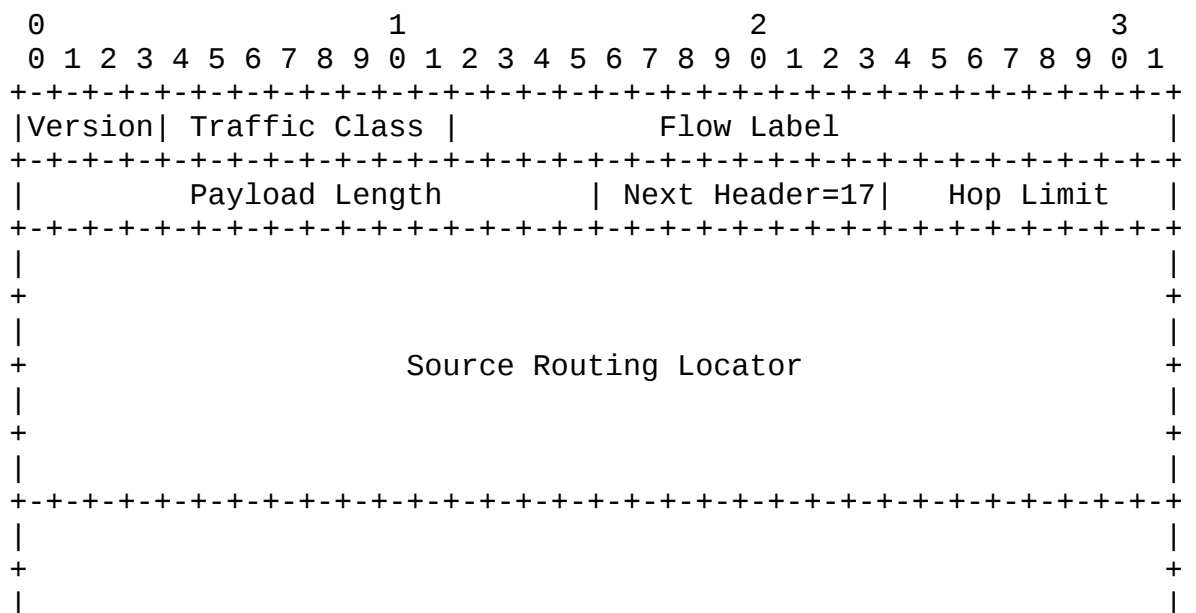 0                   1                   2                   3
 0 1 2 3 4 5 6 7 8 9 0 1 2 3 4 5 6 7 8 9 0 1 2 3 4 5 6 7 8 9 0 1
+-+-+-+-+-+-+-+-+-+-+-+-+-+-+-+-+-+-+-+-+-+-+-+-+-+-+-+-+-+-+-+-+
|Version| Traffic Class |           Flow Label                  |
+-+-+-+-+-+-+-+-+-+-+-+-+-+-+-+-+-+-+-+-+-+-+-+-+-+-+-+-+-+-+-+-+
|         Payload Length        | Next Header=17|   Hop Limit   |
+-+-+-+-+-+-+-+-+-+-+-+-+-+-+-+-+-+-+-+-+-+-+-+-+-+-+-+-+-+-+-+-+
|                                                               |
+                                                               +
|                                                               |
+                     Source Routing Locator                    +
|                                                               |
+                                                               +
|                                                               |
+-+-+-+-+-+-+-+-+-+-+-+-+-+-+-+-+-+-+-+-+-+-+-+-+-+-+-+-+-+-+-+-+
|                                                               |
+                                                               +
|                                                               |